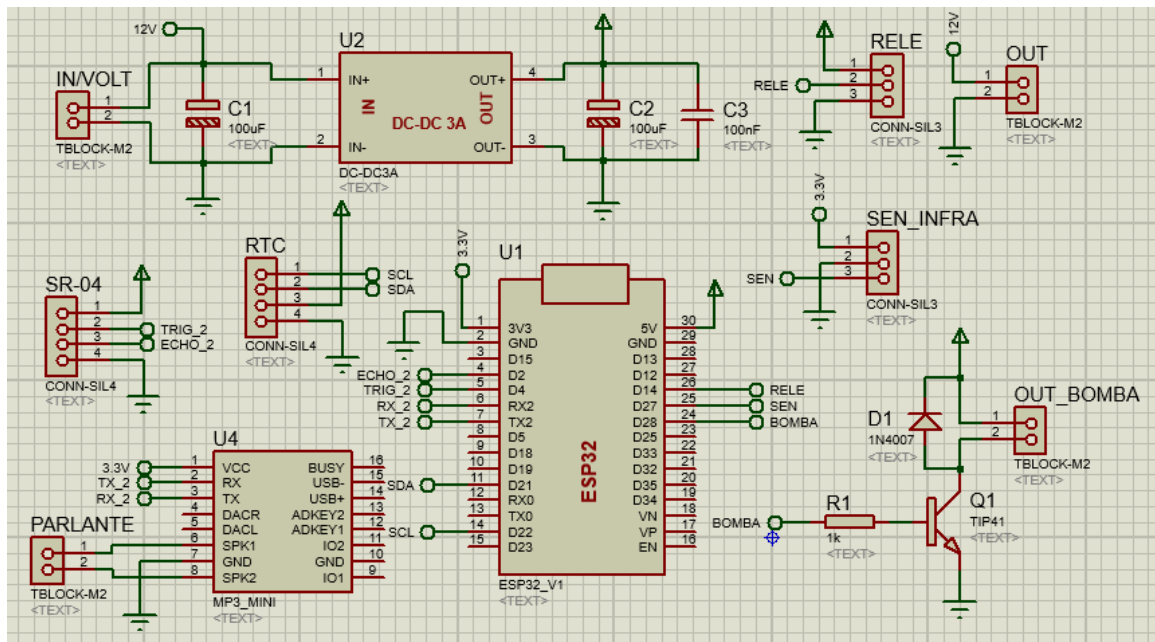 12V
IN/VOLT
1
2
TBLOCK-M2
<TEXT>
C1
100uF
<TEXT>
U2
1
IN+
2
IN-
IN
DC-DC 3A
OUT
OUT+
4
OUT-
3
DC-DC3A
<TEXT>
C2
100uF
<TEXT>
C3
100nF
<TEXT>
RELE
RELE
1
2
3
CONN-SIL3
<TEXT>
12V
OUT
1
2
TBLOCK-M2
<TEXT>
3.3V
SEN_INFRA
SEN
1
2
3
CONN-SIL3
<TEXT>
SR-04
1
2
3
4
TRIG_2
ECHO_2
CONN-SIL4
<TEXT>
RTC
1
2
3
4
SCL
SDA
CONN-SIL4
<TEXT>
3.3V
U1
1 3V3
2 GND
3 D15
ECHO_2 4 D2
TRIG_2 5 D4
RX_2 6 RX2
TX_2 7 TX2
8 D5
9 D18
10 D19
SDA 11 D21
12 RX0
13 TX0
SCL 14 D22
15 D23
ESP32
5V 30
GND 29
D13 28
D12 27
D14 26 RELE
D27 25 SEN
D28 24 BOMBA
D25 23
D33 22
D32 21
D35 20
D34 19
VN 18
VP 17
EN 16
ESP32_V1
<TEXT>
U4
3.3V 1 VCC
TX_2 2 RX
RX_2 3 TX
4 DACR
5 DACL
6 SPK1
7 GND
8 SPK2
BUSY 16
USB- 15
USB+ 14
ADKEY2 13
ADKEY1 12
IO2 11
GND 10
IO1 9
MP3_MINI
<TEXT>
PARLANTE
1
2
TBLOCK-M2
<TEXT>
D1
1N4007
<TEXT>
OUT_BOMBA
1
2
TBLOCK-M2
<TEXT>
BOMBA
R1
1k
<TEXT>
Q1
TIP41
<TEXT>